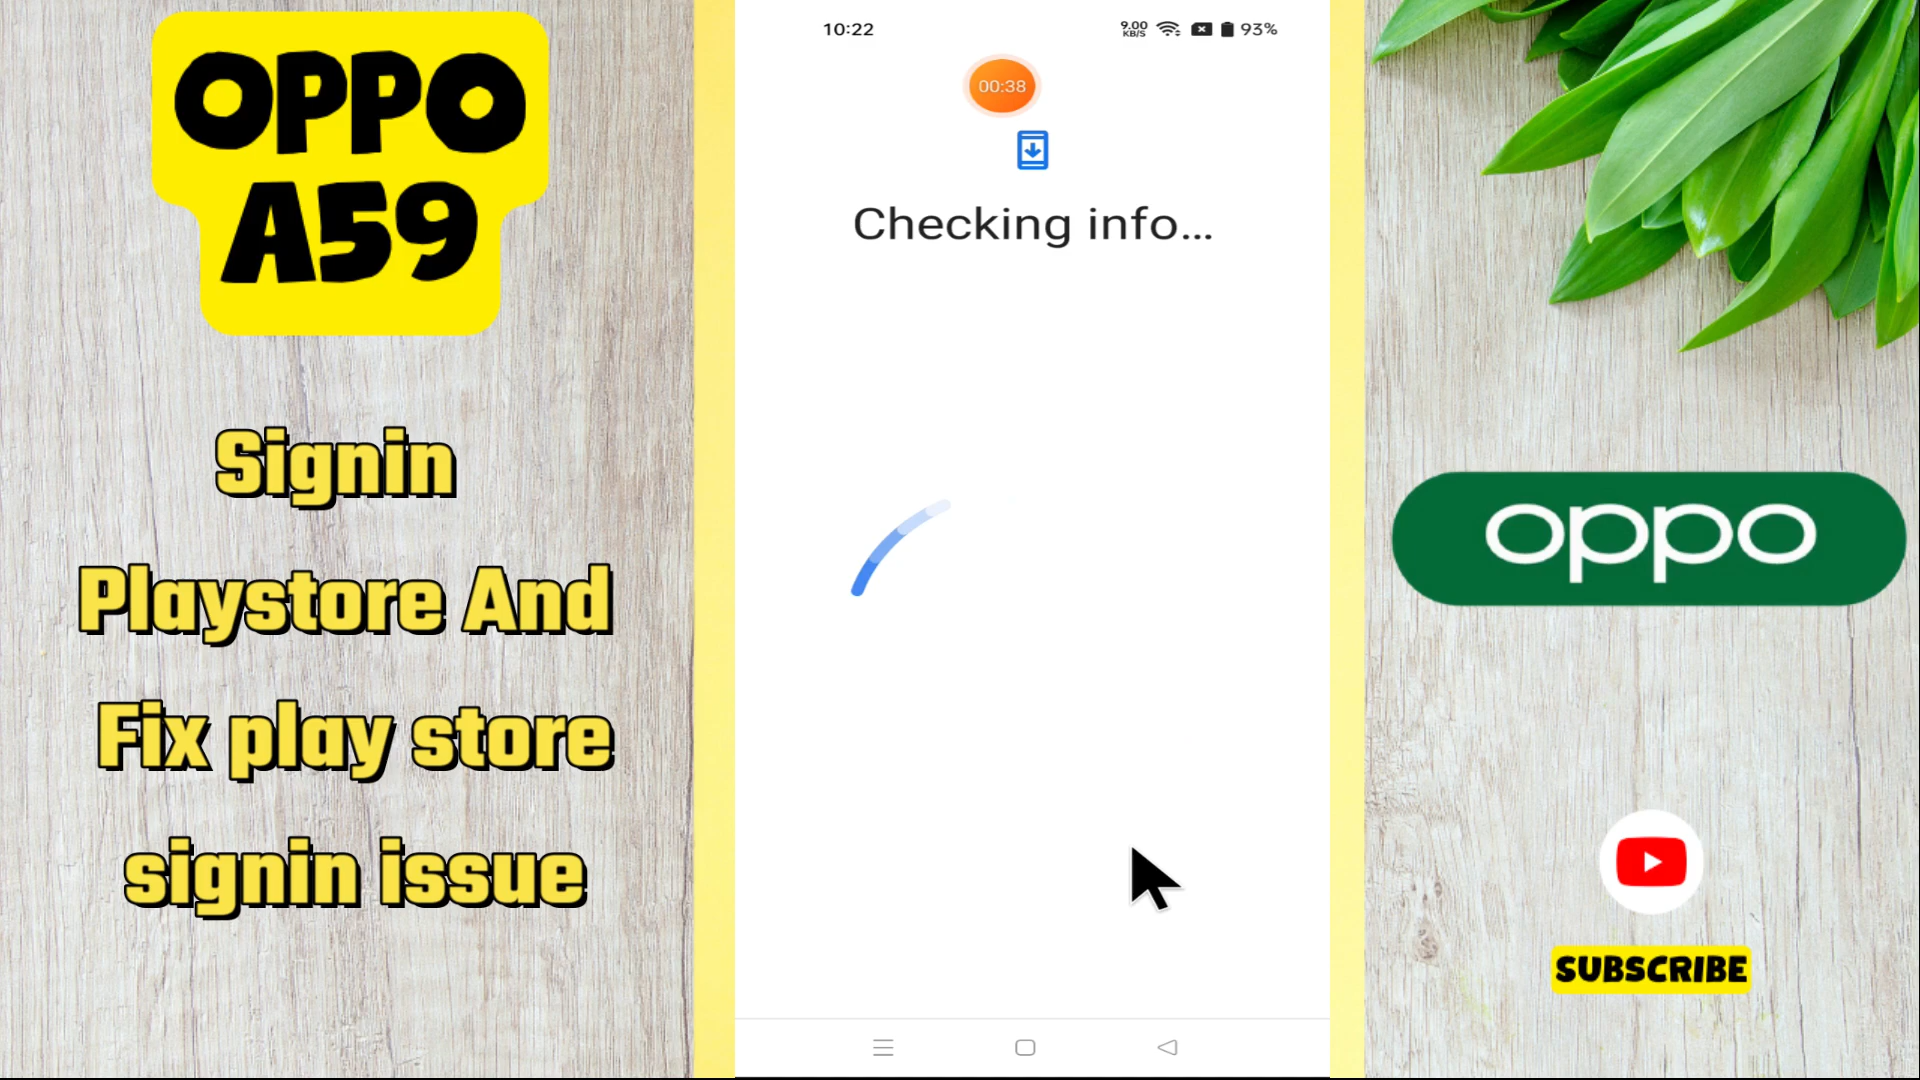 OPPO
A59
Signin
Playstore And
Fix play store
signin issue
10:22
9.00
KB/S
93%
00:38
Checking info...
oppo
SUBSCRIBE